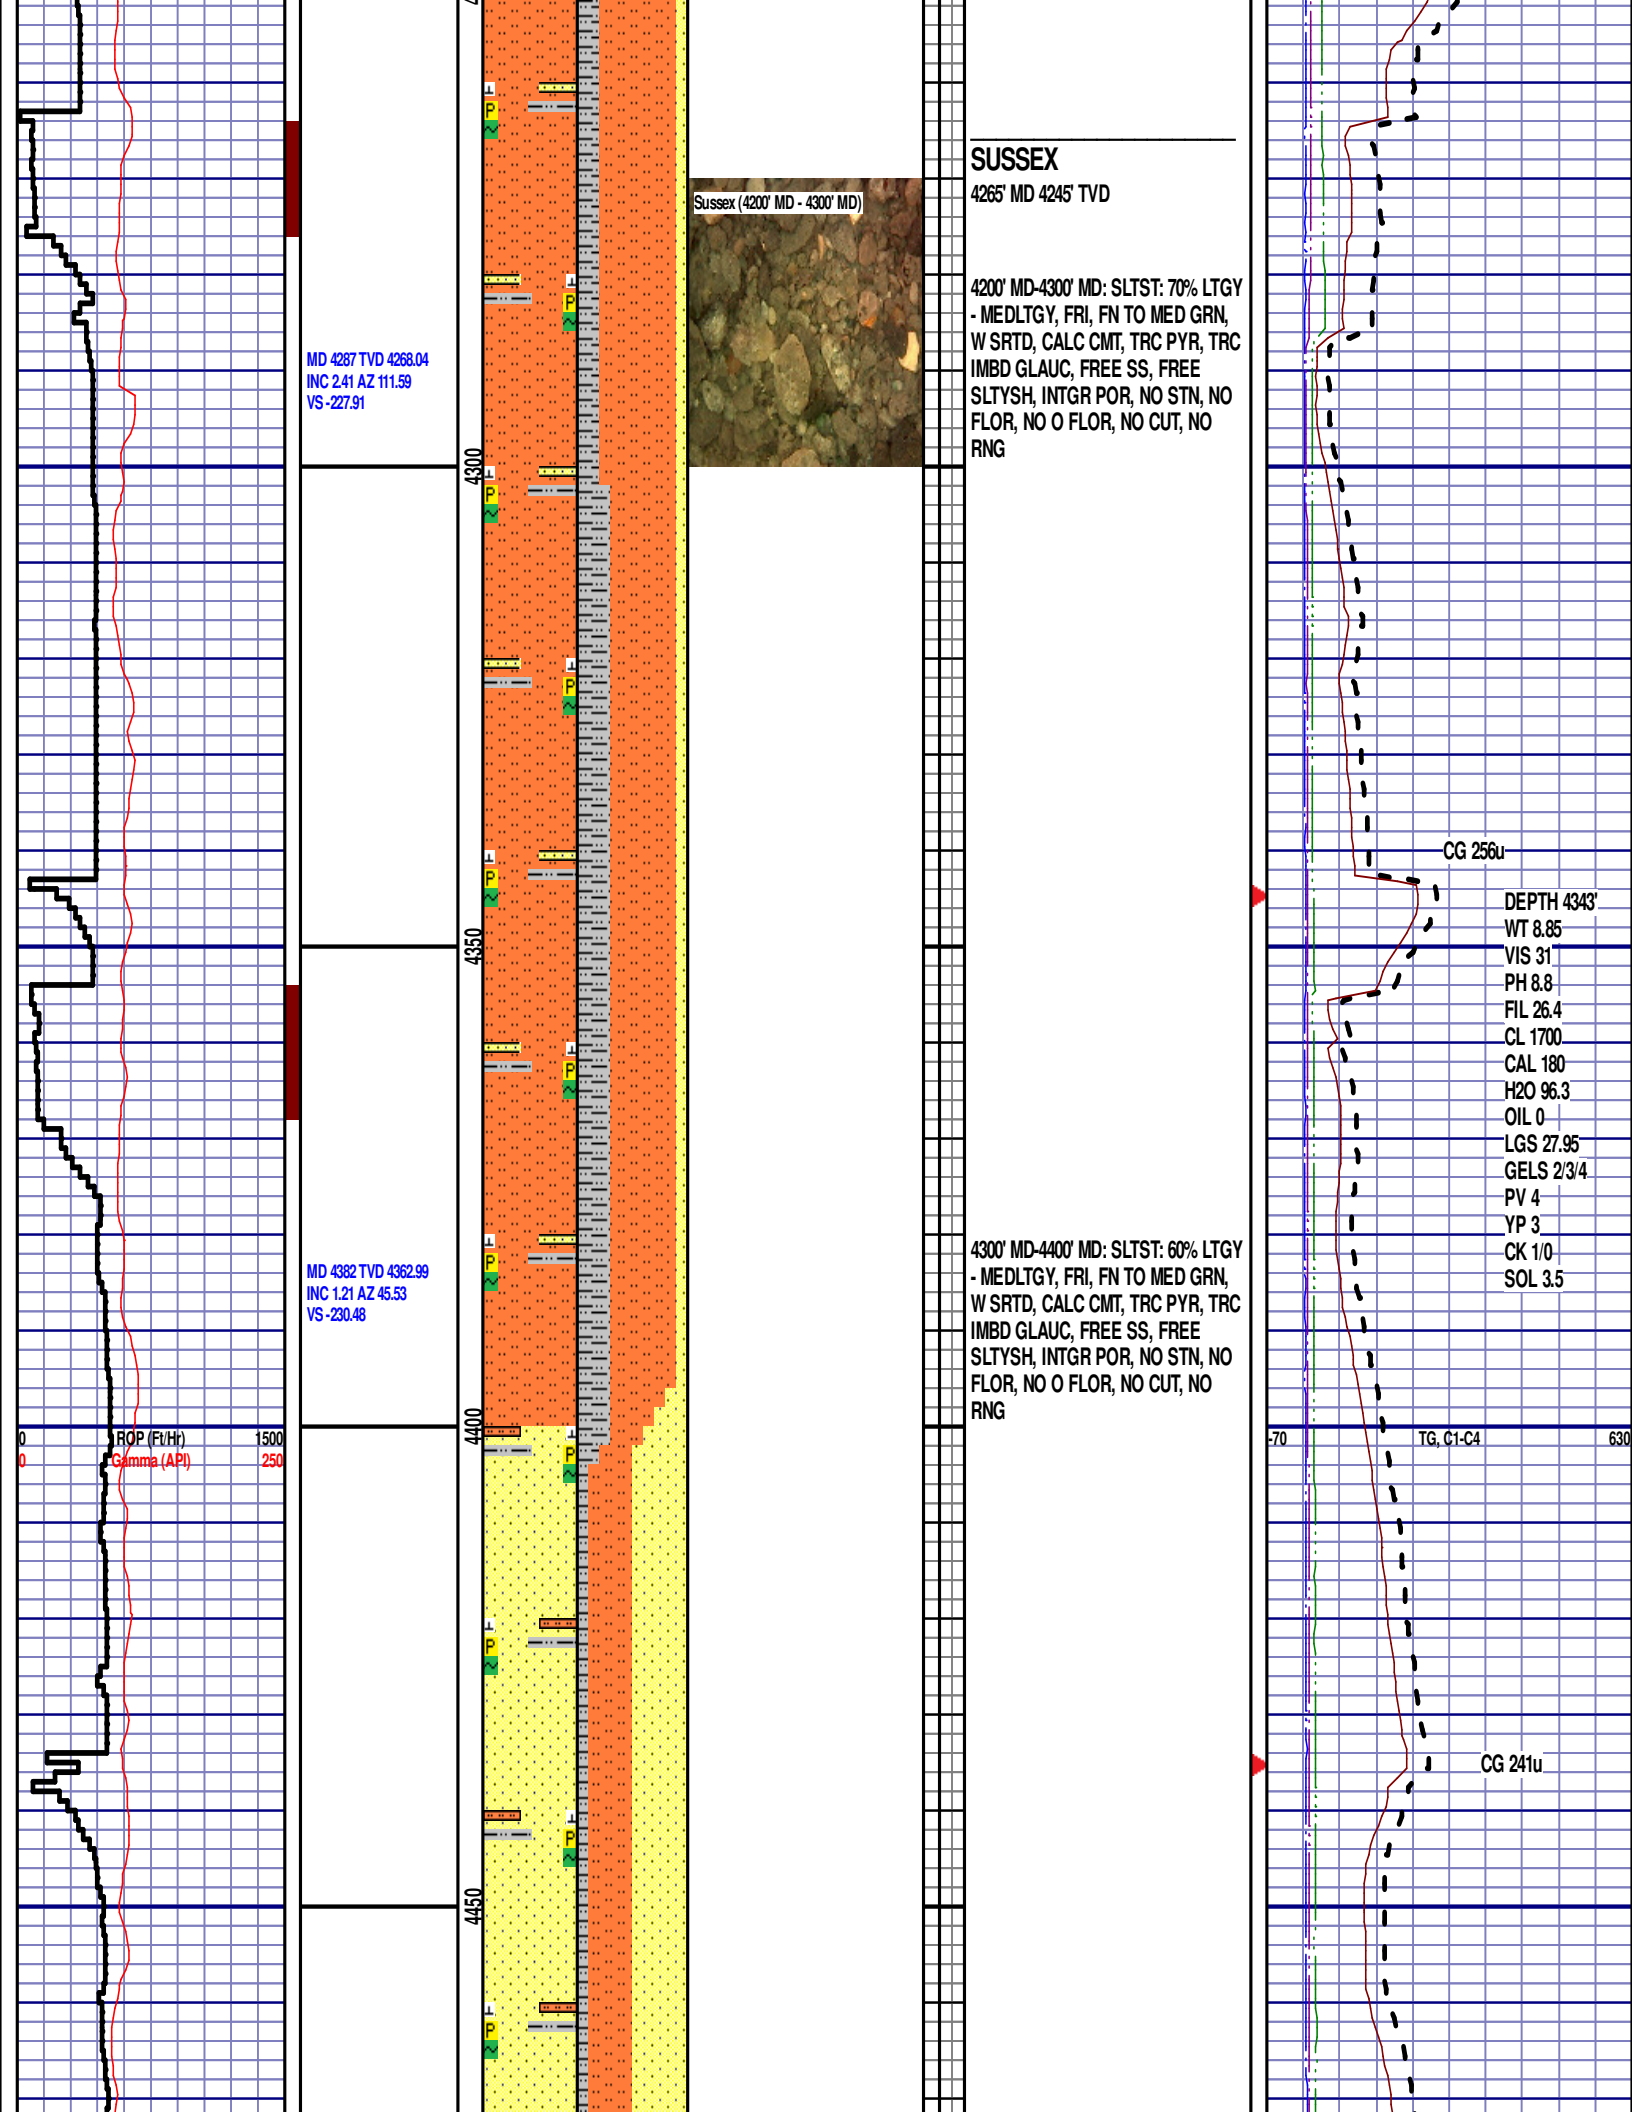 SUSSEX
4265' MD 4245' TVD
Sussex (4200' MD - 4300' MD)
4200' MD-4300' MD: SLTST: 70% LTGY
- MEDLTGY, FRI, FN TO MED GRN,
W SRTD, CALC CMT, TRC PYR, TRC
IMBD GLAUC, FREE SS, FREE
SLTYSH, INTGR POR, NO STN, NO
FLOR, NO O FLOR, NO CUT, NO
RNG
MD 4287 TVD 4268.04
INC 2.41 AZ 111.59
VS -227.91
4300
CG 256u
DEPTH 4343'
WT 8.85
VIS 31
PH 8.8
FIL 26.4
CL 1700
CAL 180
H2O 96.3
OIL 0
LGS 27.95
GELS 2/3/4
PV 4
YP 3
CK 1/0
SOL 3.5
4350
4300' MD-4400' MD: SLTST: 60% LTGY
- MEDLTGY, FRI, FN TO MED GRN,
W SRTD, CALC CMT, TRC PYR, TRC
IMBD GLAUC, FREE SS, FREE
SLTYSH, INTGR POR, NO STN, NO
FLOR, NO O FLOR, NO CUT, NO
RNG
MD 4382 TVD 4362.99
INC 1.21 AZ 45.53
VS -230.48
4400
0 ROP (Ft/Hr) 1500
0 Gamma (API) 250
-70 TG, C1-C4 630
CG 241u
4450
P
P
P
P
P
P
P
P
P
P
P